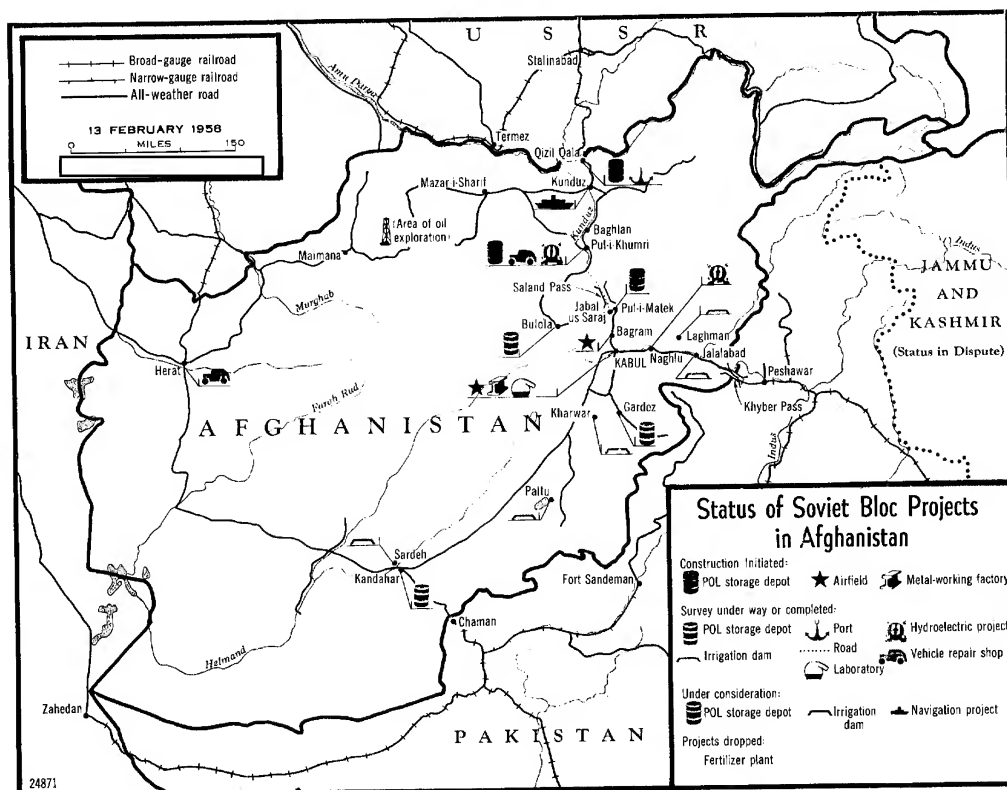 Broad-gauge railroad
Narrow-gauge railroad
All-weather road
13 FEBRUARY 1958
0 MILES 150
U S S R
Stalinabad
Amu Darya
Termez
Qizil Qala
Kunduz
Mazar i-Sharif
(Area of oil
exploration)
Kunduz
Baghlan
Pul-i-Khumri
Maimana
Murghab
Saland Pass
Jabal
us Saraj
Pul-i-Matek
Bulola
Bagram
Laghman
KABUL
Naghlu
Jalalabad
Peshawar
Khyber Pass
Indus
JAMMU
AND
KASHMIR
(Status in Dispute)
IRAN
Herat
Farah Rud
AFGHANISTAN
Kharwar
Gardez
Indus
Paltu
Sardeh
Kandahar
Fort Sandeman
Chaman
Helmand
Zahedan
PAKISTAN
Status of Soviet Bloc Projects
in Afghanistan
Construction Initiated:
POL storage depot Airfield Metal-working factory
Survey under way or completed:
POL storage depot Port Hydroelectric project
Irrigation dam Road Vehicle repair shop
Laboratory
Under consideration:
POL storage depot Irrigation dam Navigation project
Projects dropped:
Fertilizer plant
24871